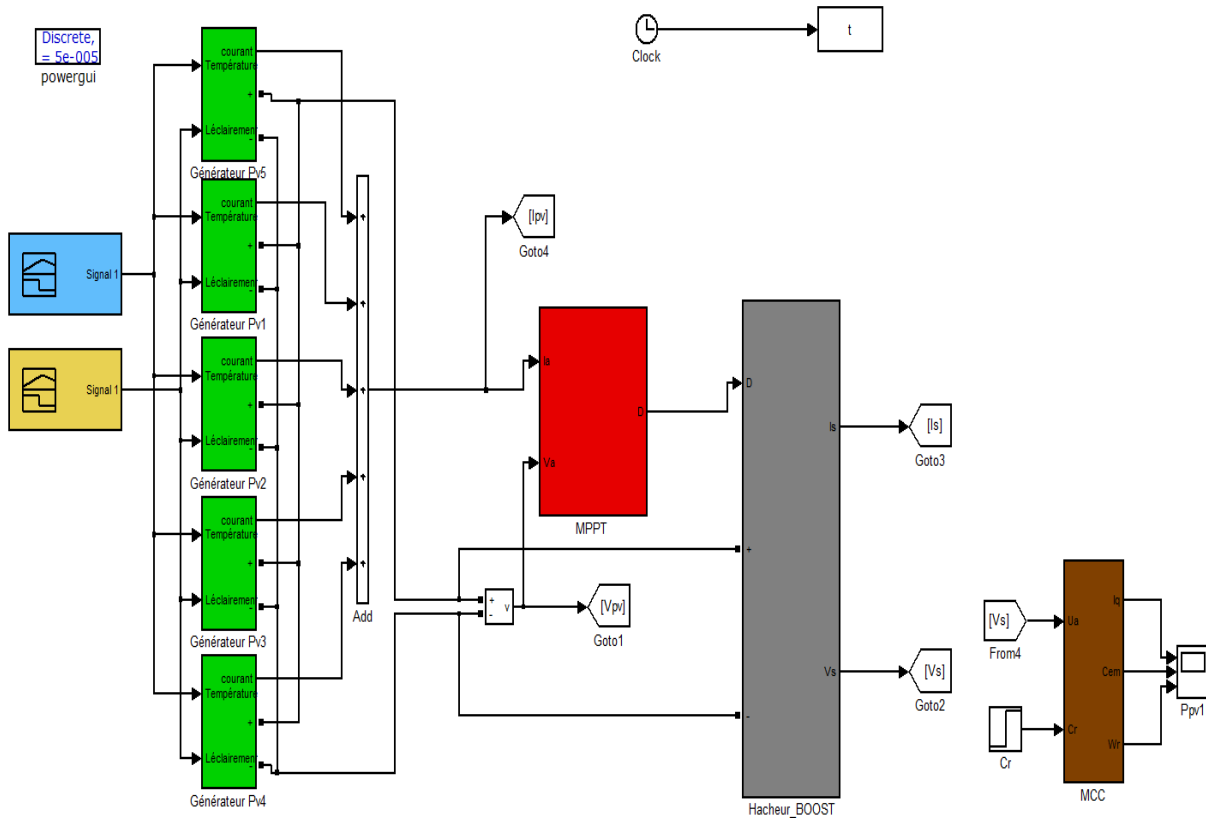 Discrete,
= 5e-005
powergui
Clock
t
courant
Température
+
Léclairement
-
Générateur Pv5
courant
Température
+
Léclairement
-
Générateur Pv1
courant
Température
+
Léclairement
-
Générateur Pv2
courant
Température
+
Léclairement
-
Générateur Pv3
courant
Température
+
Léclairement
-
Générateur Pv4
Signal 1
Signal 1
+
+
+
+
+
Add
[Ipv]
Goto4
Ia
Va
D
MPPT
+
-
v
[Vpv]
Goto1
D
+
-
Is
Vs
Hacheur_BOOST
[Is]
Goto3
[Vs]
Goto2
[Vs]
From4
Cr
Ua
Cr
Iq
Cem
Wr
MCC
Ppv1